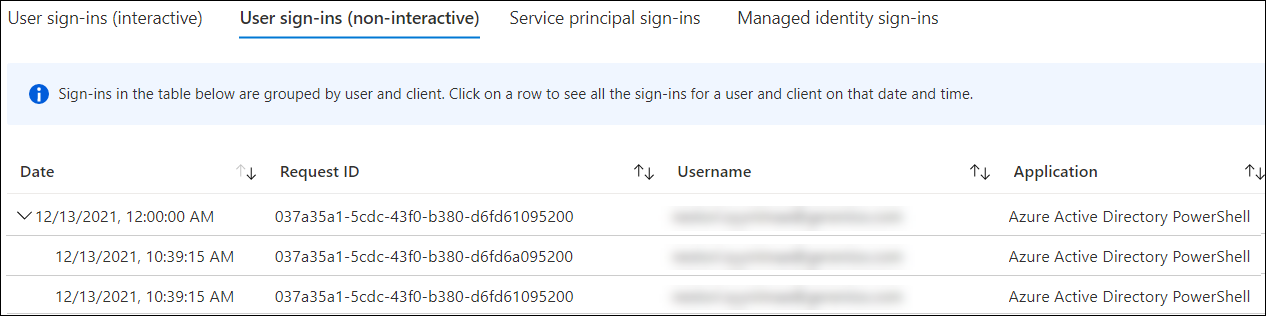 User sign-ins (interactive) User sign-ins (non-interactive) Service principal sign-ins Managed identity sign-ins
Sign-ins in the table below are grouped by user and client. Click on a row to see all the sign-ins for a user and client on that date and time.
Date Request ID Username Application
12/13/2021, 12:00:00 AM 037a35a1-5cdc-43f0-b380-d6fd61095200 Azure Active Directory PowerShell
12/13/2021, 10:39:15 AM 037a35a1-5cdc-43f0-b380-d6fd6a095200 Azure Active Directory PowerShell
12/13/2021, 10:39:15 AM 037a35a1-5cdc-43f0-b380-d6fd61095200 Azure Active Directory PowerShell